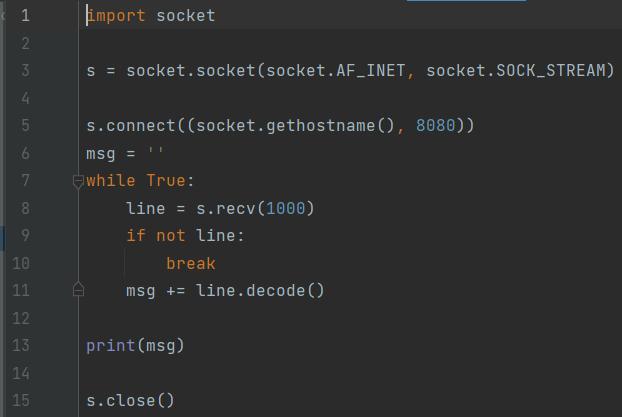 1 import socket
2
3 s = socket.socket(socket.AF_INET, socket.SOCK_STREAM)
4
5 s.connect((socket.gethostname(), 8080))
6 msg = ''
7 while True:
8     line = s.recv(1000)
9     if not line:
10         break
11     msg += line.decode()
12
13 print(msg)
14
15 s.close()